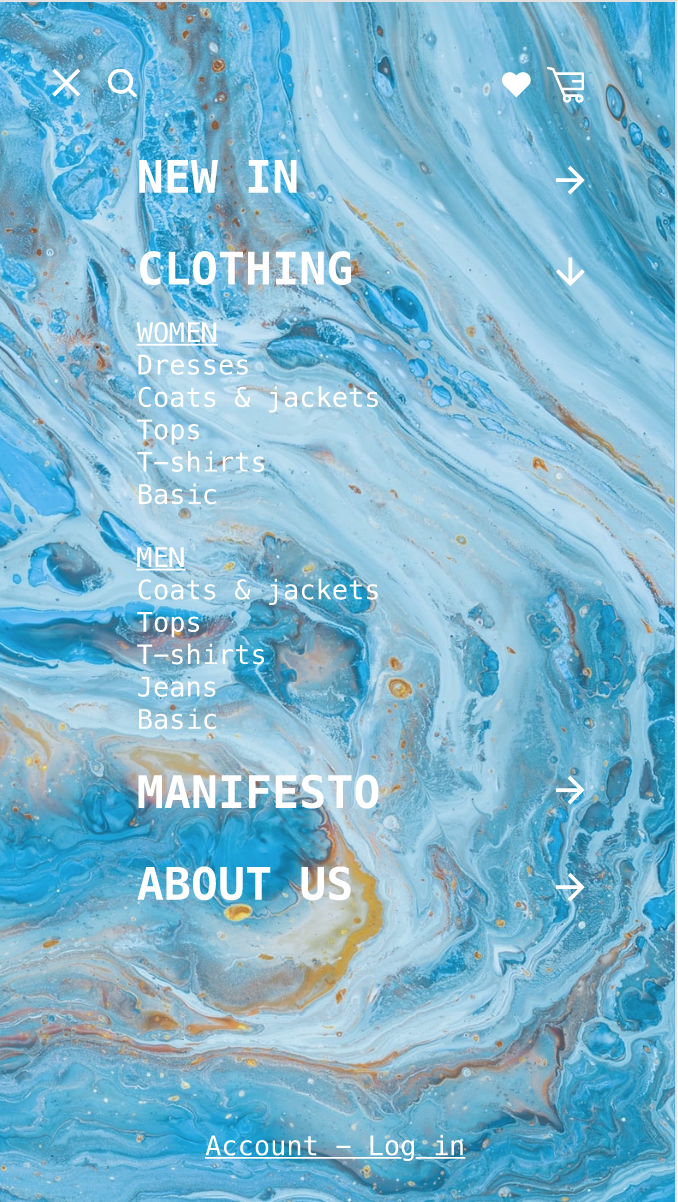 NEW IN
CLOTHING
WOMEN
Dresses
Coats & jackets
Tops
T-shirts
Basic
MEN
Coats & jackets
Tops
T-shirts
Jeans
Basic
MANIFESTO
ABOUT US
Account - Log in